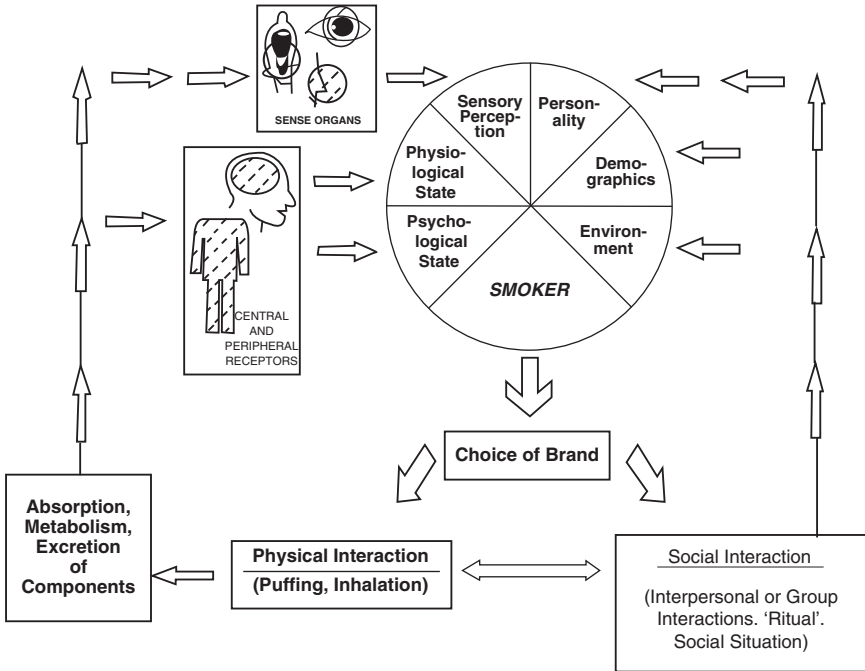 SENSE ORGANS
Sensory
Percep-
tion
Person-
ality
Physio-
logical
State
Demo-
graphics
Psycho-
logical
State
Environ-
ment
SMOKER
CENTRAL
AND
PERIPHERAL
RECEPTORS
Choice of Brand
Absorption,
Metabolism,
Excretion
of
Components
Physical Interaction
(Puffing, Inhalation)
Social Interaction
(Interpersonal or Group
Interactions. ‘Ritual’.
Social Situation)